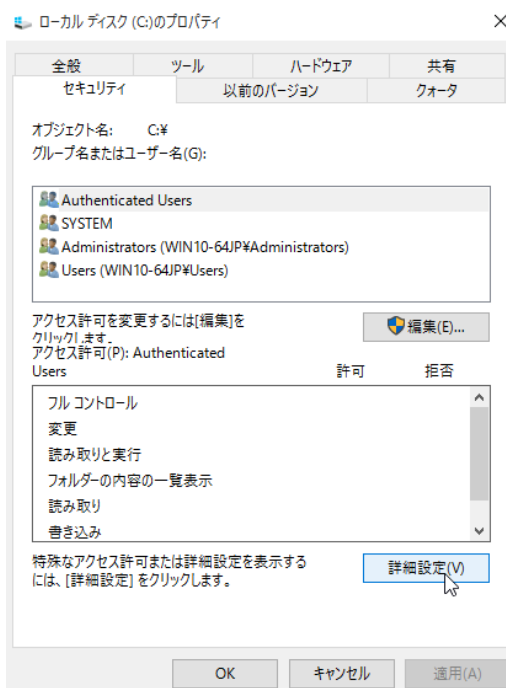 ローカル ディスク (C:)のプロパティ
全般 ツール ハードウェア 共有
セキュリティ 以前のバージョン クォータ
オブジェクト名: C:¥
グループ名またはユーザー名(G):
Authenticated Users
SYSTEM
Administrators (WIN10-64JP¥Administrators)
Users (WIN10-64JP¥Users)
アクセス許可を変更するには[編集]を
クリックします。
編集(E)...
アクセス許可(P): Authenticated
Users 許可 拒否
フル コントロール
変更
読み取りと実行
フォルダーの内容の一覧表示
読み取り
書き込み
特殊なアクセス許可または詳細設定を表示する
には、[詳細設定] をクリックします。
詳細設定(V)
OK キャンセル 適用(A)